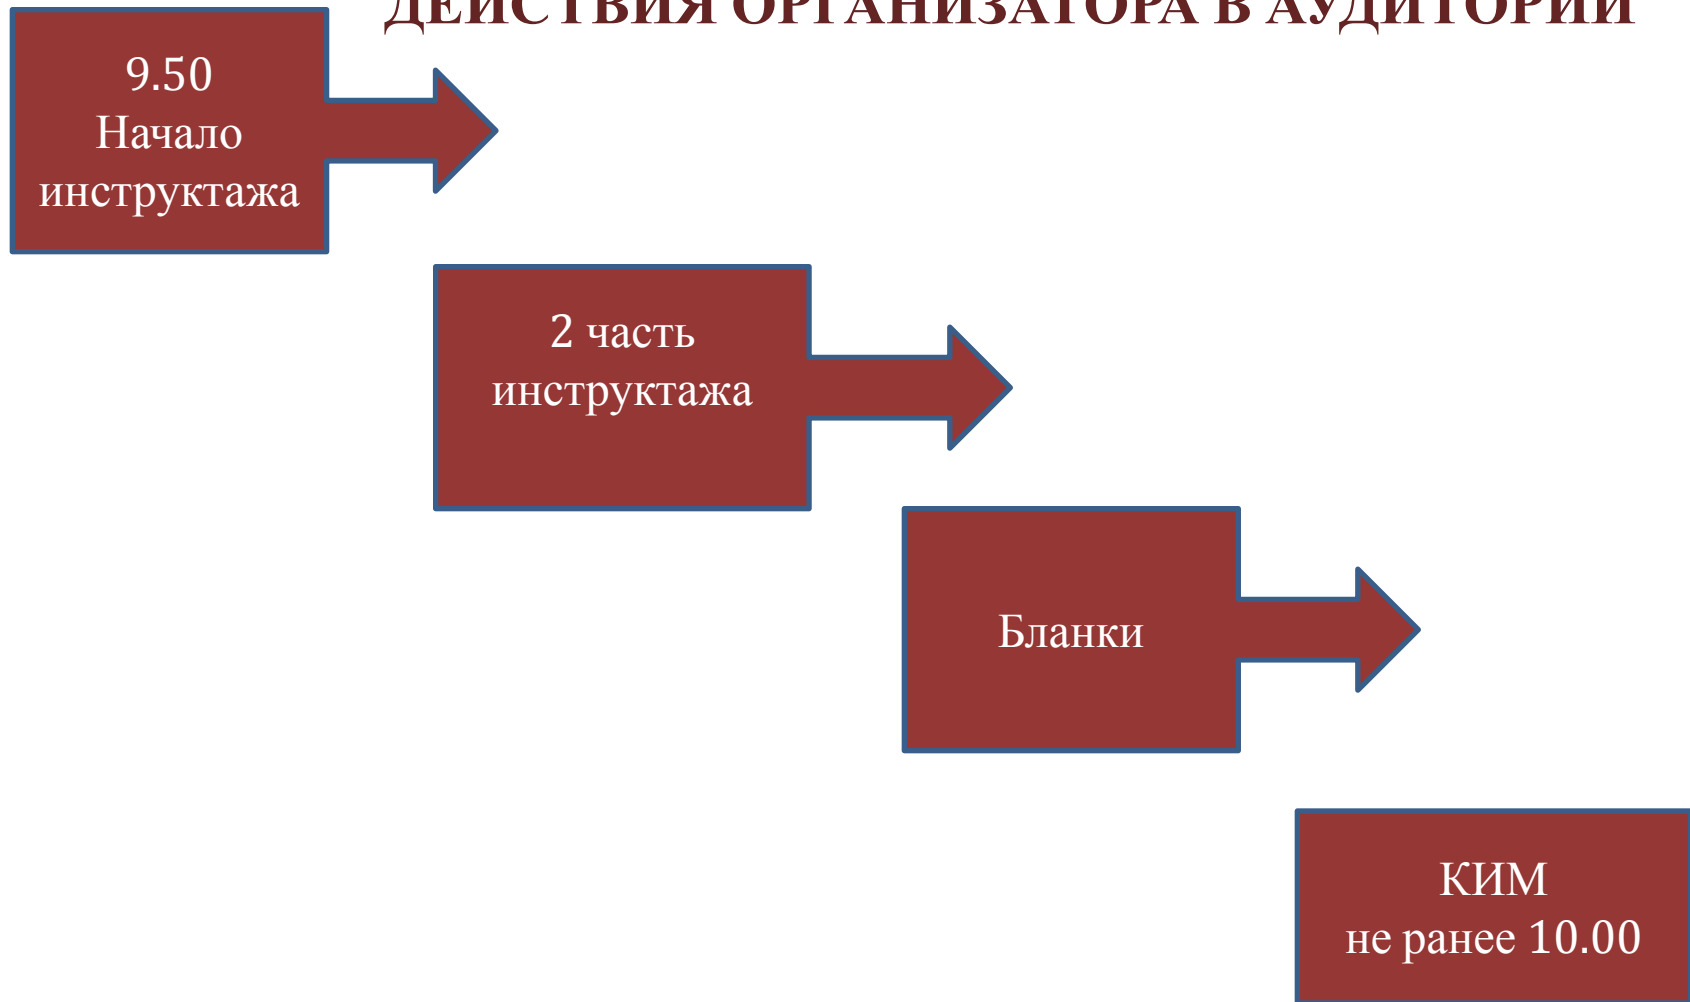 ДЕЙСТВИЯ ОРГАНИЗАТОРА В АУДИТОРИИ
9.50
Начало
инструктажа
2 часть
инструктажа
Бланки
КИМ
не ранее 10.00